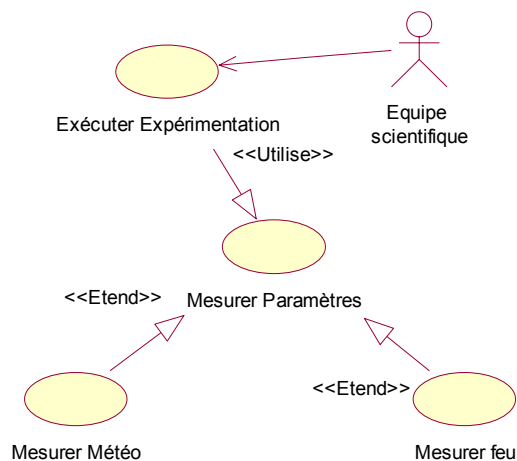 Exécuter Expérimentation
Equipe
scientifique
<<Utilise>>
<<Etend>>
Mesurer Paramètres
<<Etend>>
Mesurer Météo
Mesurer feu